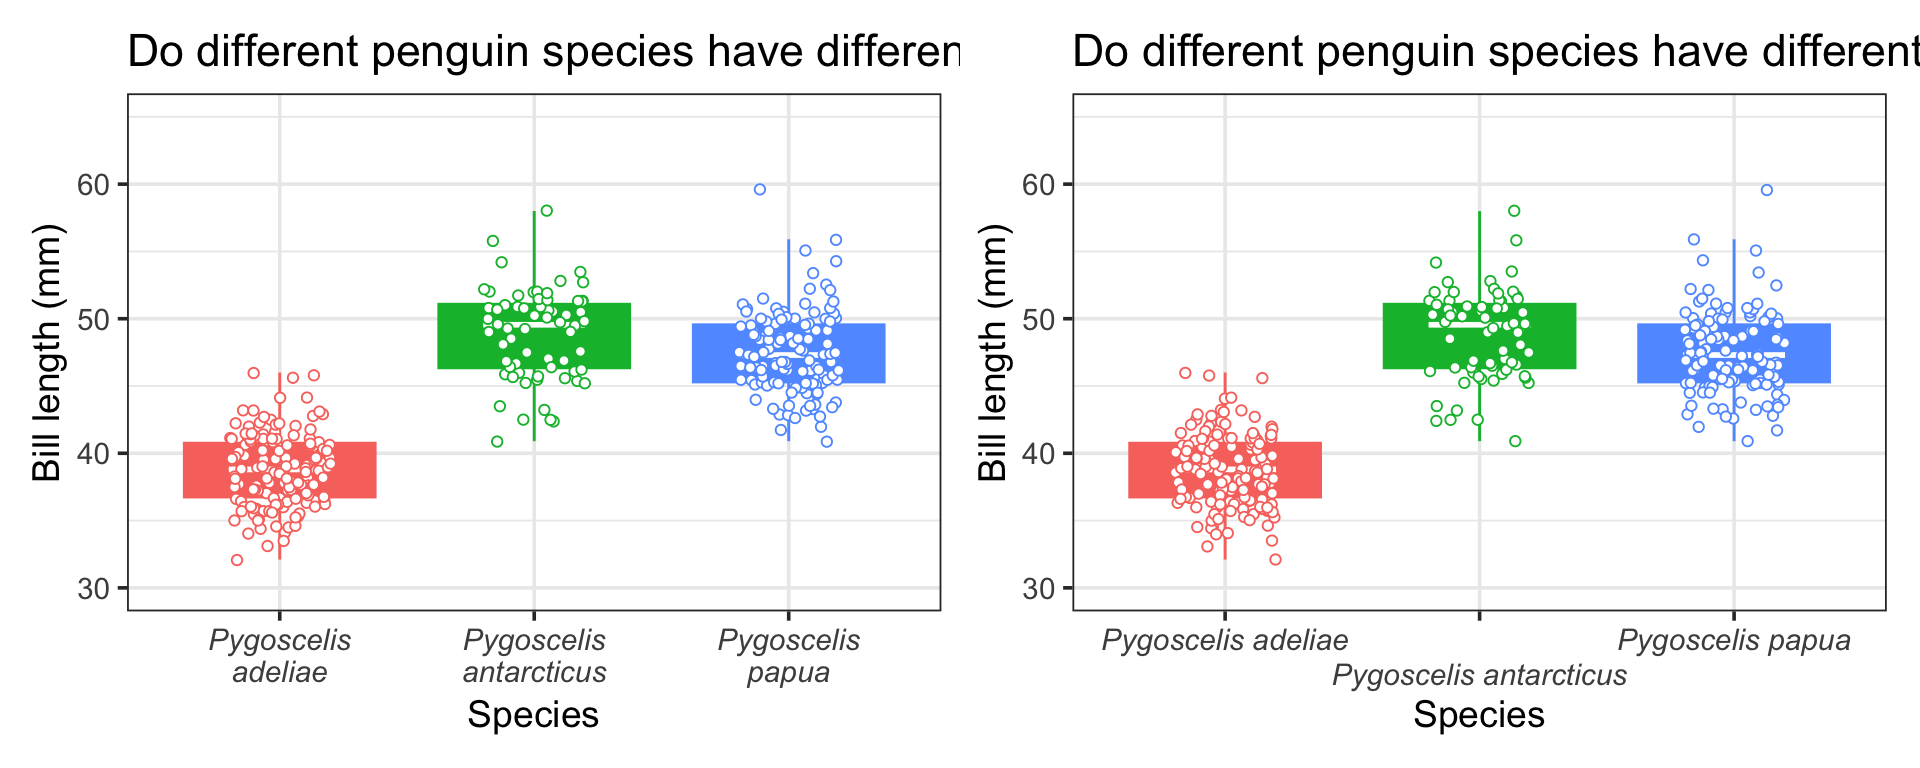 Do different penguin species have differen
Bill length (mm)
60
50
40
30
Pygoscelis
adeliae
Pygoscelis
antarcticus
Pygoscelis
papua
Species
Do different penguin species have different
Bill length (mm)
60
50
40
30
Pygoscelis adeliae
Pygoscelis antarcticus
Pygoscelis papua
Species